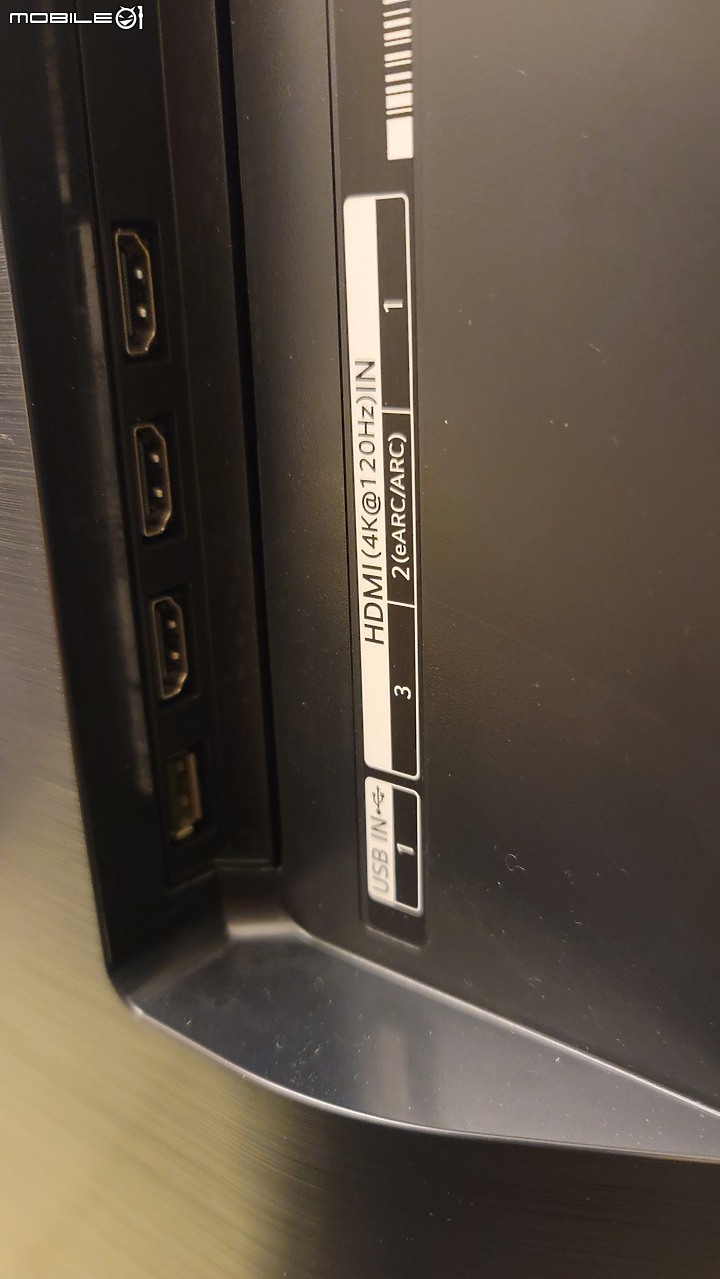 MOBILE01
HDMI(4K@120Hz)IN
3
2(eARC/ARC)
1
USB IN
1